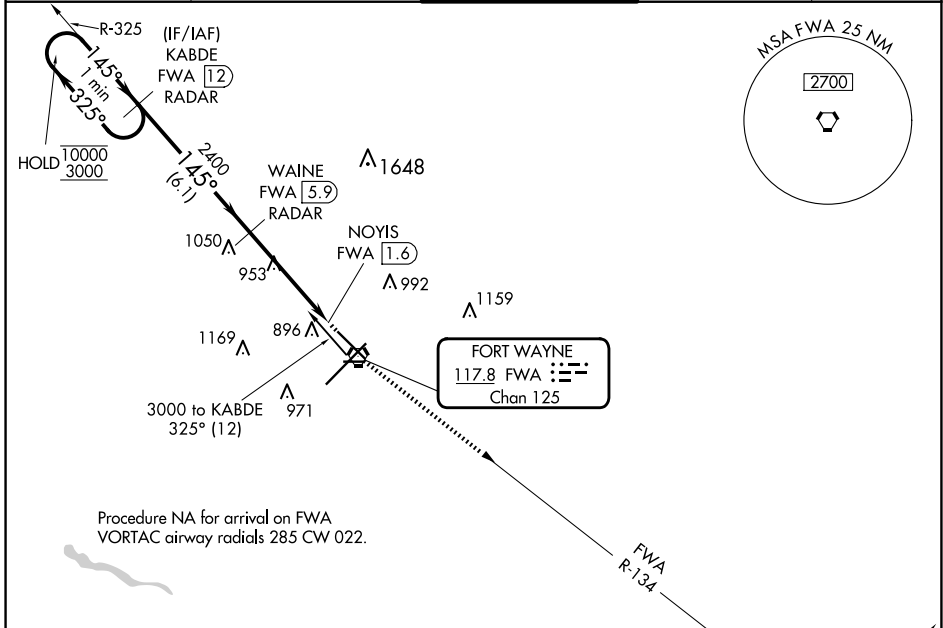 R-325
(IF/IAF)
KABDE
FWA 12
RADAR
145°
1 min
325°
HOLD 10000
3000
2400
145°
(6.1)
WAINE
FWA 5.9
RADAR
1648
1050
953
NOYIS
FWA 1.6
992
1159
896
1169
971
3000 to KABDE
325° (12)
FORT WAYNE
117.8 FWA
Chan 125
MSA FWA 25 NM
2700
Procedure NA for arrival on FWA
VORTAC airway radials 285 CW 022.
FWA
R-134